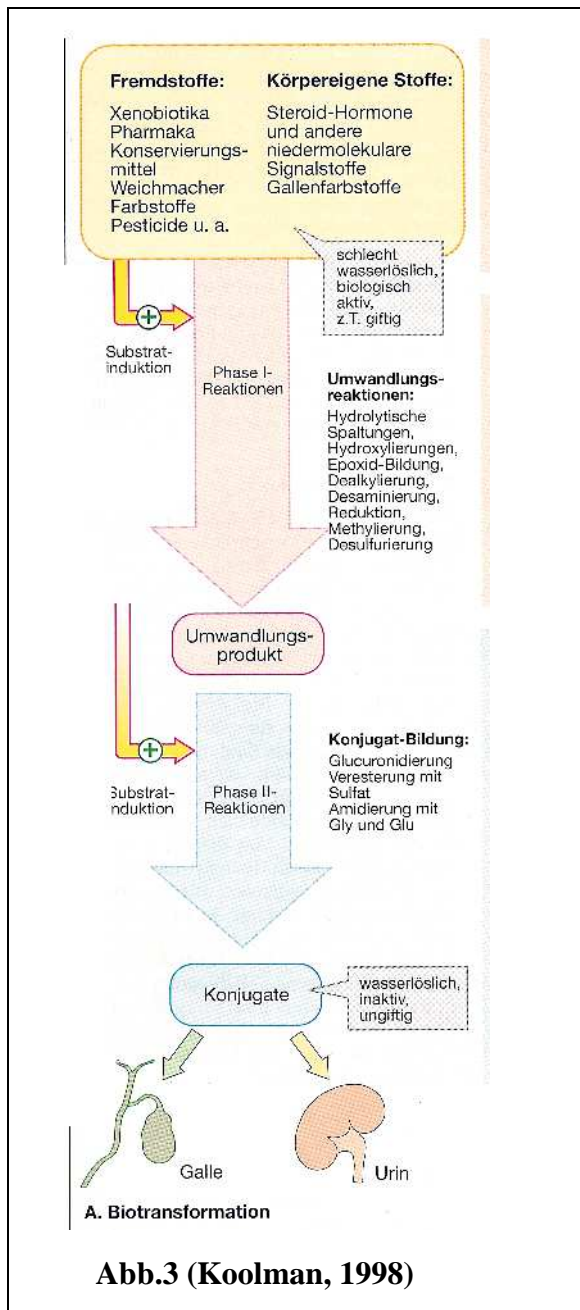 Fremdstoffe:
Xenobiotika
Pharmaka
Konservierungs-
mittel
Weichmacher
Farbstoffe
Pesticide u. a.
Körpereigene Stoffe:
Steroid-Hormone
und andere
niedermolekulare
Signalstoffe
Gallenfarbstoffe
schlecht
wasserlöslich,
biologisch
aktiv,
z.T. giftig
+
Substrat-
induktion
Phase I-
Reaktionen
Umwandlungs-
reaktionen:
Hydrolytische
Spaltungen,
Hydroxylierungen,
Epoxid-Bildung,
Dealkylierung,
Desaminierung,
Reduktion,
Methylierung,
Desulfurierung
Umwandlungs-
produkt
+
Substrat-
induktion
Phase II-
Reaktionen
Konjugat-Bildung:
Glucuronidierung
Veresterung mit
Sulfat
Amidierung mit
Gly und Glu
Konjugate
wasserlöslich,
inaktiv,
ungiftig
Galle
Urin
A. Biotransformation
Abb.3 (Koolman, 1998)